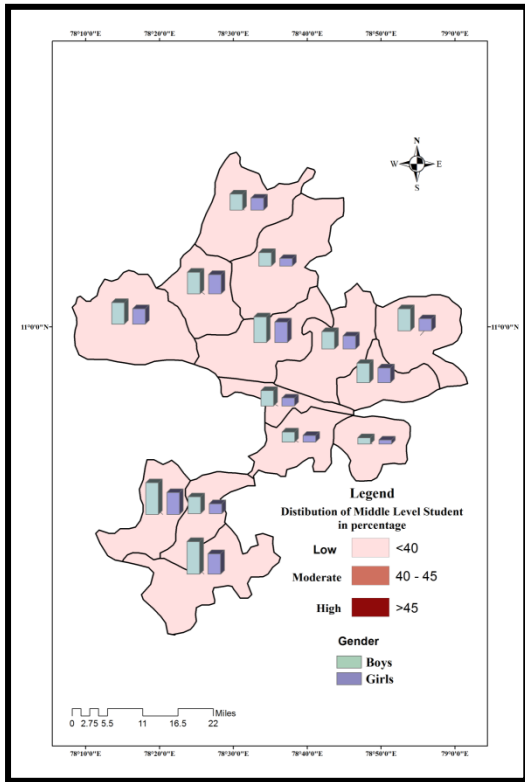 78°10'0"E 78°20'0"E 78°30'0"E 78°40'0"E 78°50'0"E 79°0'0"E
N
W E
S
11°0'0"N 11°0'0"N
Legend
Distibution of Middle Level Student
in percentage
Low <40
Moderate 40 - 45
High >45
Gender
Boys
Girls
Miles
0 2.75 5.5 11 16.5 22
78°10'0"E 78°20'0"E 78°30'0"E 78°40'0"E 78°50'0"E 79°0'0"E